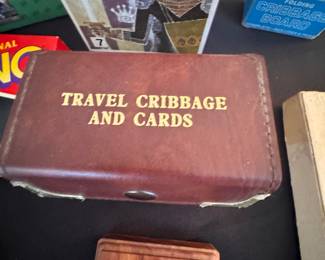 7
FOLDING
CRIBBAGE
BOARD
TRAVEL CRIBBAGE
AND CARDS